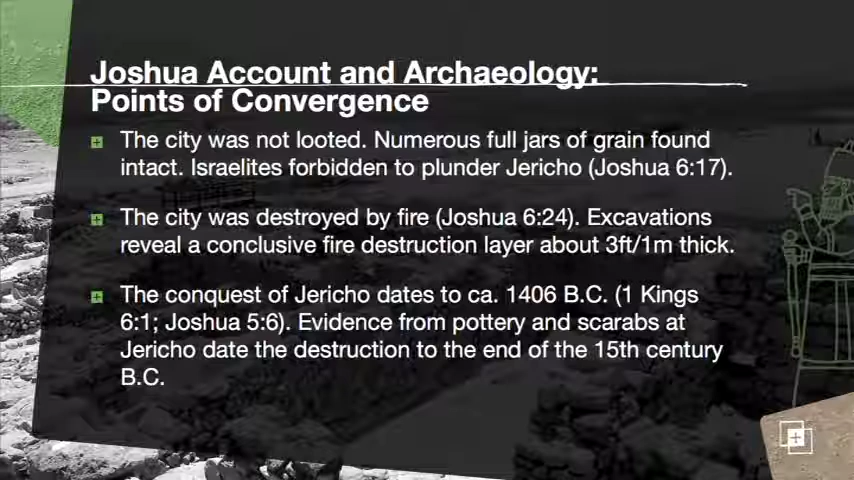 Joshua Account and Archaeology:
Points of Convergence
The city was not looted. Numerous full jars of grain found
intact. Israelites forbidden to plunder Jericho (Joshua 6:17).
The city was destroyed by fire (Joshua 6:24). Excavations
reveal a conclusive fire destruction layer about 3ft/1m thick.
The conquest of Jericho dates to ca. 1406 B.C. (1 Kings
6:1; Joshua 5:6). Evidence from pottery and scarabs at
Jericho date the destruction to the end of the 15th century
B.C.